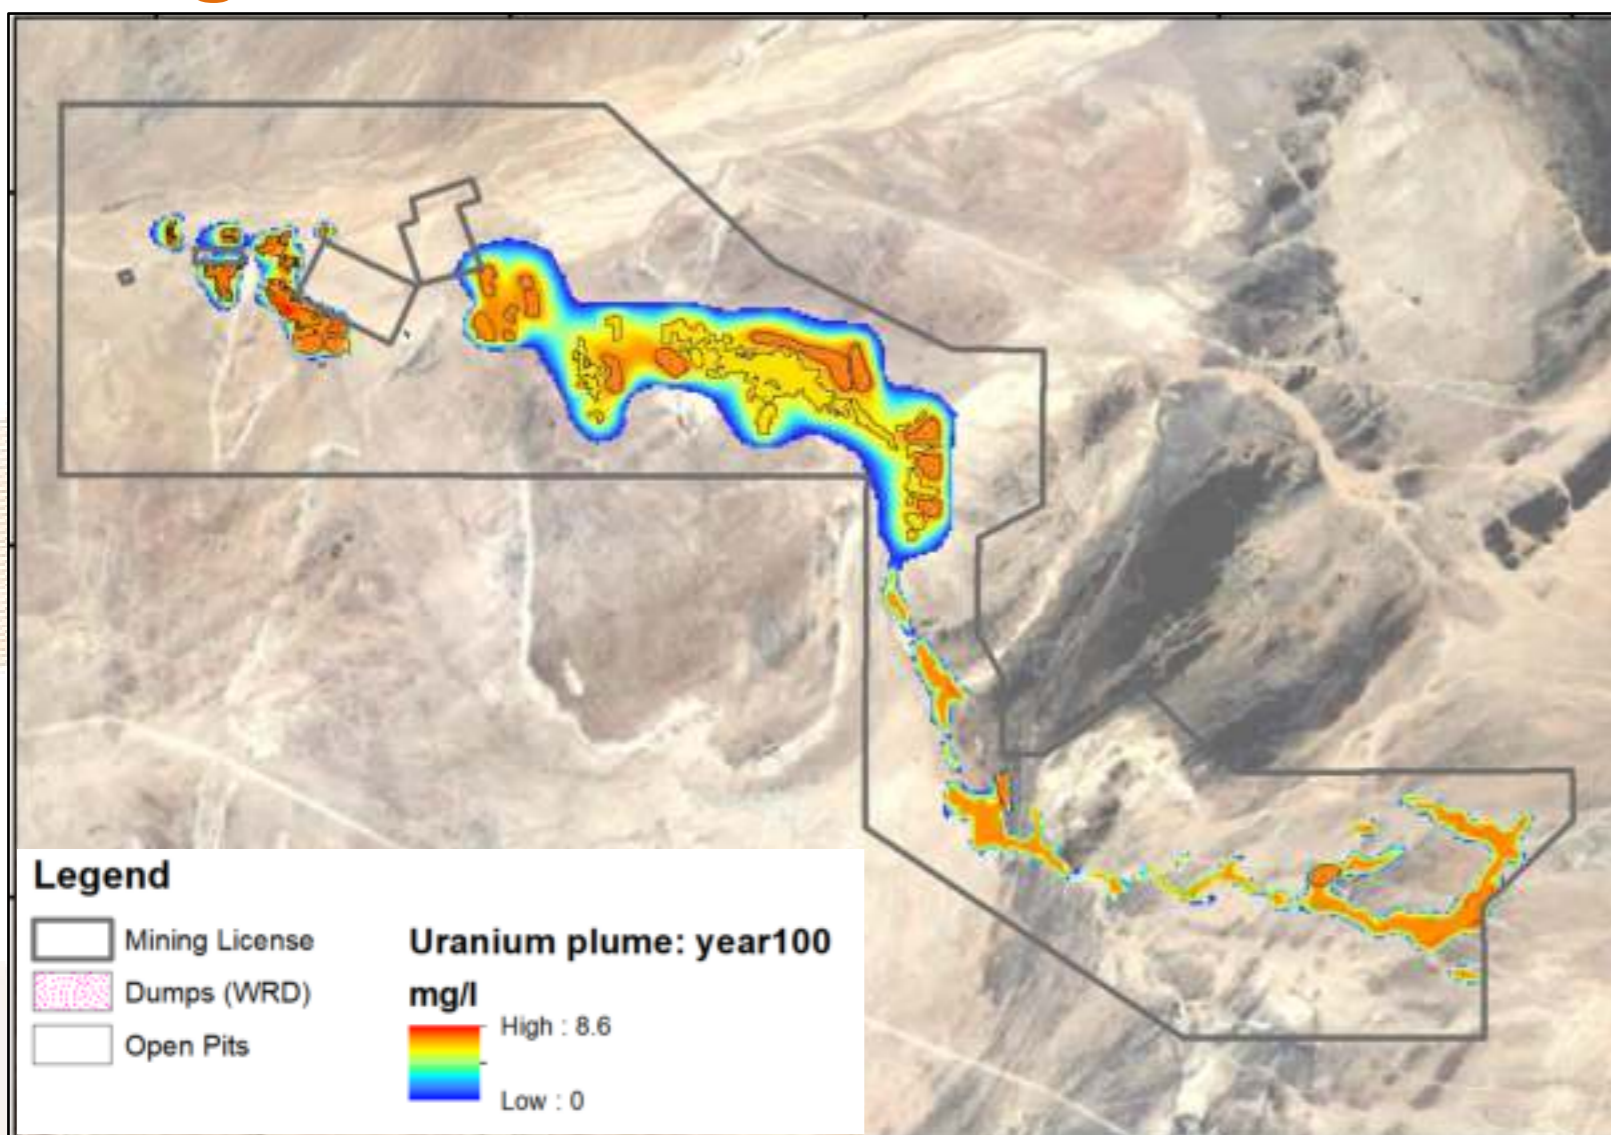 Legend
Mining License
Dumps (WRD)
Open Pits
Uranium plume: year100
mg/l
High : 8.6
Low : 0